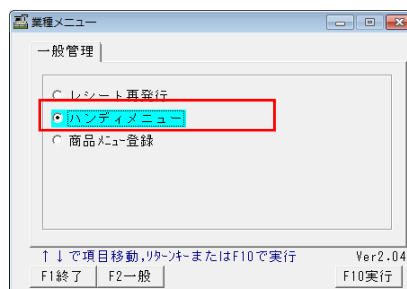 業種メニュー
一般管理
レシート再発行
ハンディメニュー
商品ﾒﾆｭｰ登録
↑↓で項目移動,ﾘﾀｰﾝｷｰまたはF10で実行 Ver2.04
F1終了 F2一般 F10実行